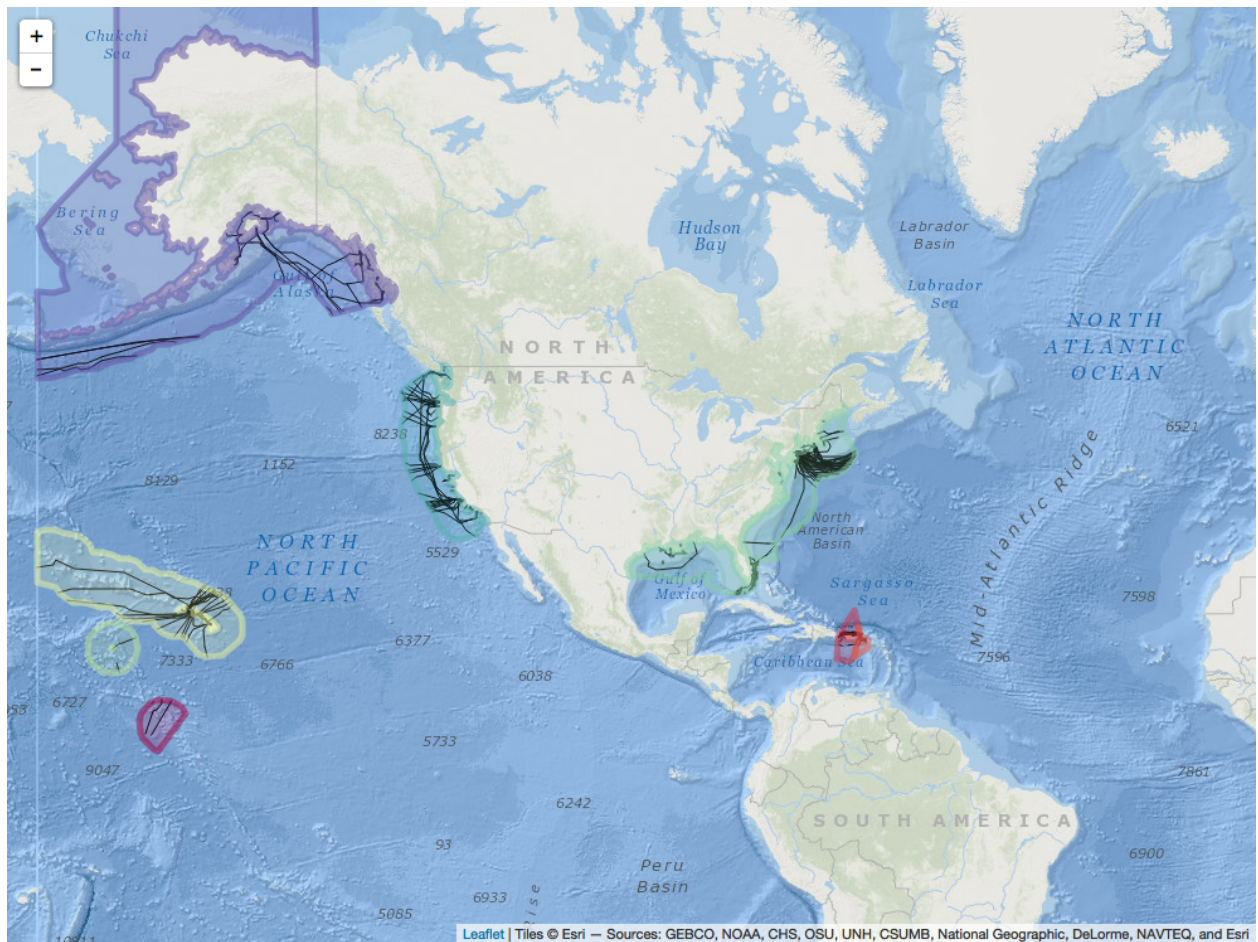 +
−
Chukchi
Sea
Bering
Sea
Gulf of
Alaska
Hudson
Bay
Labrador
Basin
Labrador
Sea
NORTH
ATLANTIC
OCEAN
NORTH
AMERICA
8238
6521
1152
8129
Mid-Atlantic Ridge
North
American
Basin
5529
NORTH
PACIFIC
OCEAN
Gulf of
Mexico
Sargasso
Sea
7598
6377
7333
6766
7596
Caribbean Sea
6038
6727
5733
9047
7861
6242
SOUTH AMERICA
93
6900
Peru
Basin
6933
5085
Rise
10811
Leaflet | Tiles © Esri — Sources: GEBCO, NOAA, CHS, OSU, UNH, CSUMB, National Geographic, DeLorme, NAVTEQ, and Esri